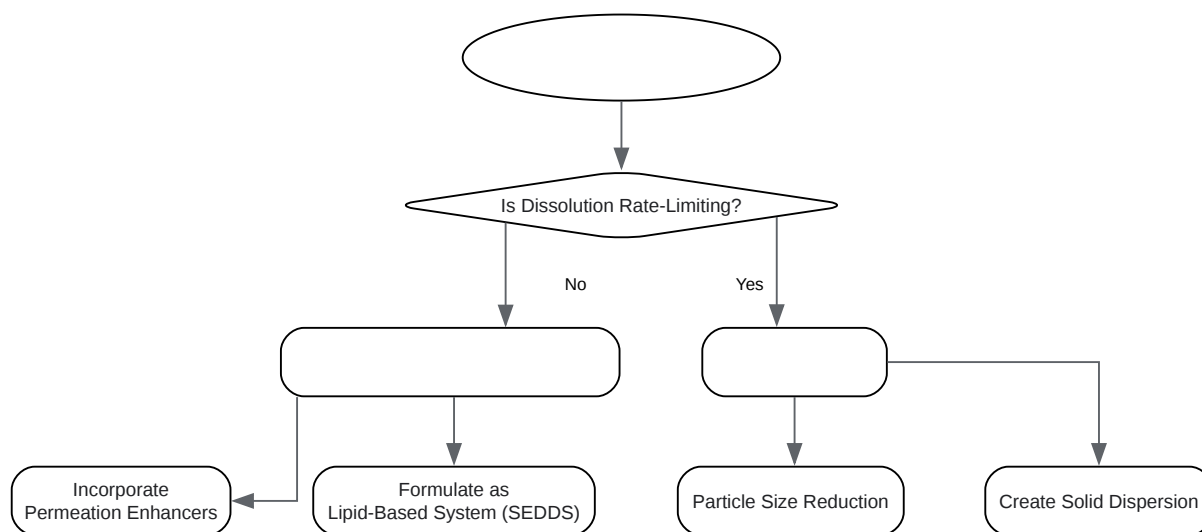 Is Dissolution Rate-Limiting?
No
Yes
Incorporate
Permeation Enhancers
Formulate as
Lipid-Based System (SEDDS)
Particle Size Reduction
Create Solid Dispersion